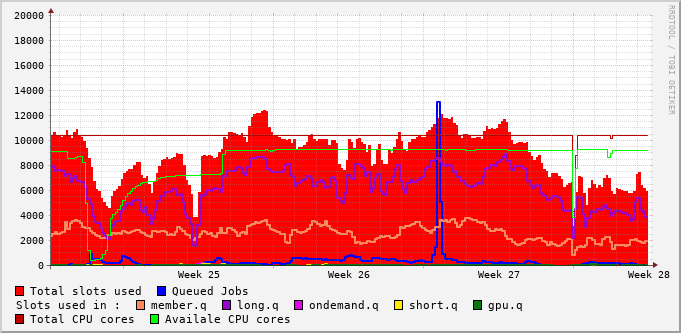 RRDTOOL / TOBI OETIKER
20000
18000
16000
14000
12000
10000
8000
6000
4000
2000
0
Week 25 Week 26 Week 27 Week 28
Total slots used Queued Jobs
Slots used in : member.q long.q ondemand.q short.q gpu.q
Total CPU cores Availale CPU cores